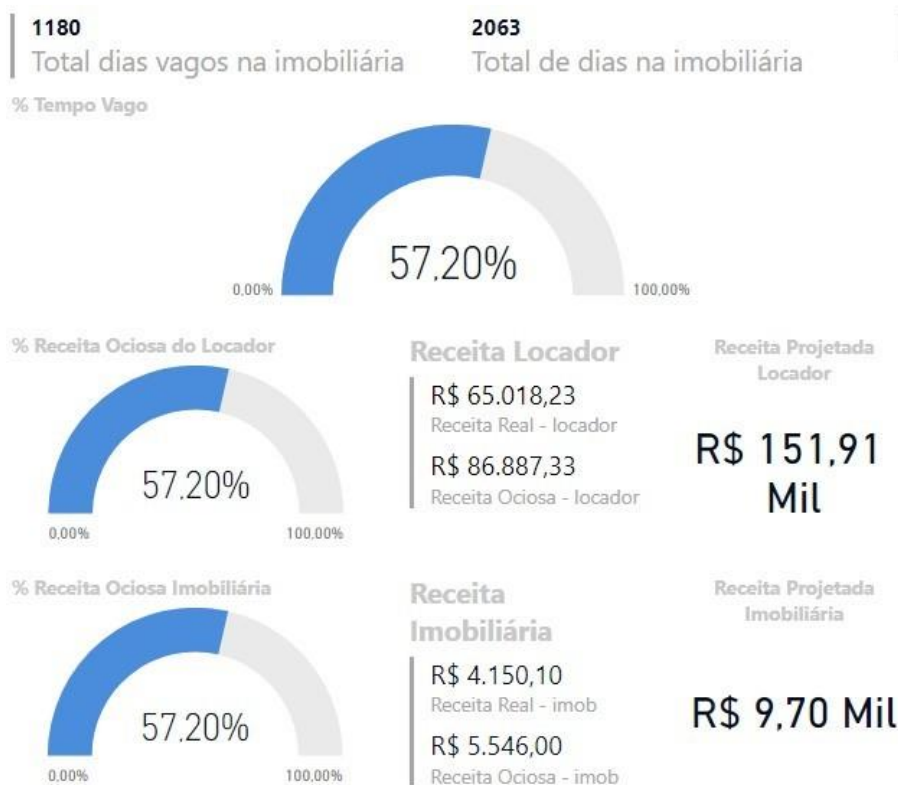 1180
Total dias vagos na imobiliária
2063
Total de dias na imobiliária
% Tempo Vago
57,20%
0,00%
100,00%
% Receita Ociosa do Locador
57,20%
0,00%
100,00%
Receita Locador
R$ 65.018,23
Receita Real - locador
R$ 86.887,33
Receita Ociosa - locador
Receita Projetada
Locador
R$ 151,91
Mil
% Receita Ociosa Imobiliária
57,20%
0,00%
100,00%
Receita
Imobiliária
R$ 4.150,10
Receita Real - imob
R$ 5.546,00
Receita Ociosa - imob
Receita Projetada
Imobiliária
R$ 9,70 Mil